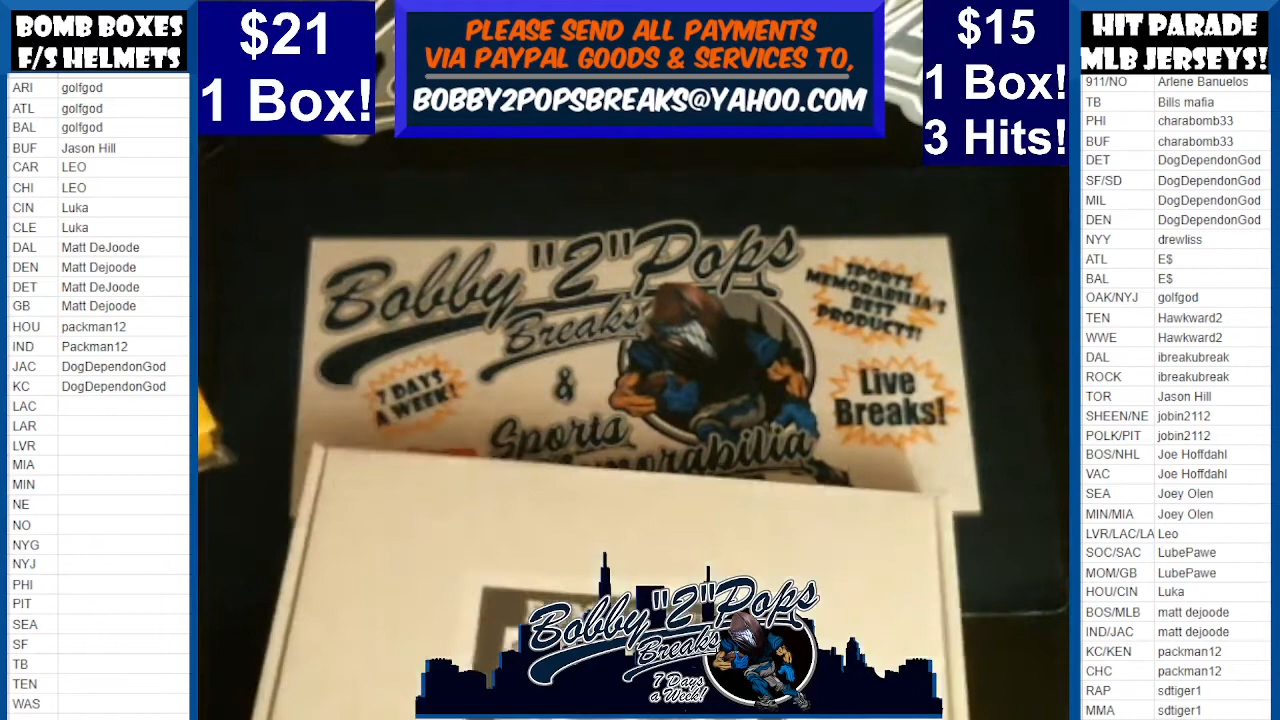 BOMB BOXES
F/S HELMETS
ARI golfgod
ATL golfgod
BAL golfgod
BUF Jason Hill
CAR LEO
CHI LEO
CIN Luka
CLE Luka
DAL Matt DeJoode
DEN Matt Dejoode
DET Matt DeJoode
GB Matt Dejoode
HOU packman12
IND Packman12
JAC DogDependonGod
KC DogDependonGod
LAC
LAR
LVR
MIA
MIN
NE
NO
NYG
NYJ
PHI
PIT
SEA
SF
TB
TEN
WAS
$21
1 Box!
PLEASE SEND ALL PAYMENTS
VIA PAYPAL GOODS & SERVICES TO,
BOBBY2POPSBREAKS@YAHOO.COM
$15
1 Box!
3 Hits!
Bobby "2" Pops
Breaks
&
Sports
Memorabilia
7 DAYS
A WEEK!
SPORTS
MEMORABILIA'S
BEST
PRODUCTS!
Live
Breaks!
Bobby "2" Pops
Breaks
7 Days
a Week!
HIT PARADE
MLB JERSEYS!
911/NO Arlene Banuelos
TB Bills mafia
PHI charabomb33
BUF charabomb33
DET DogDependonGod
SF/SD DogDependonGod
MIL DogDependonGod
DEN DogDependonGod
NYY drewliss
ATL E$
BAL E$
OAK/NYJ golfgod
TEN Hawkward2
WWE Hawkward2
DAL ibreakubreak
ROCK ibreakubreak
TOR Jason Hill
SHEEN/NE jobin2112
POLK/PIT jobin2112
BOS/NHL Joe Hoffdahl
VAC Joe Hoffdahl
SEA Joey Olen
MIN/MIA Joey Olen
LVR/LAC/LA Leo
SOC/SAC LubePawe
MOM/GB LubePawe
HOU/CIN Luka
BOS/MLB matt dejoode
IND/JAC matt dejoode
KC/KEN packman12
CHC packman12
RAP sdtiger1
MMA sdtiger1